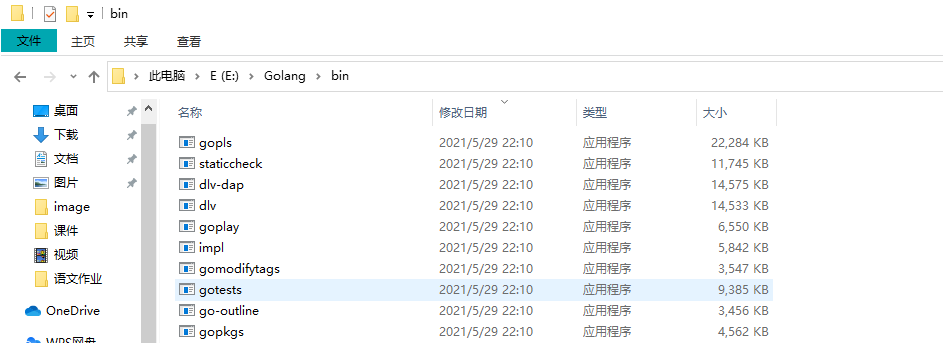 bin
文件 主页 共享 查看
此电脑 E (E:) Golang bin
名称 修改日期 类型 大小
桌面
下载
文档
图片
image
课件
视频
语文作业
OneDrive
WPS网盘
gopls 2021/5/29 22:10 应用程序 22,284 KB
staticcheck 2021/5/29 22:10 应用程序 11,745 KB
dlv-dap 2021/5/29 22:10 应用程序 14,575 KB
dlv 2021/5/29 22:10 应用程序 14,533 KB
goplay 2021/5/29 22:10 应用程序 6,550 KB
impl 2021/5/29 22:10 应用程序 5,842 KB
gomodifytags 2021/5/29 22:10 应用程序 3,547 KB
gotests 2021/5/29 22:10 应用程序 9,385 KB
go-outline 2021/5/29 22:10 应用程序 3,456 KB
gopkgs 2021/5/29 22:10 应用程序 4,562 KB